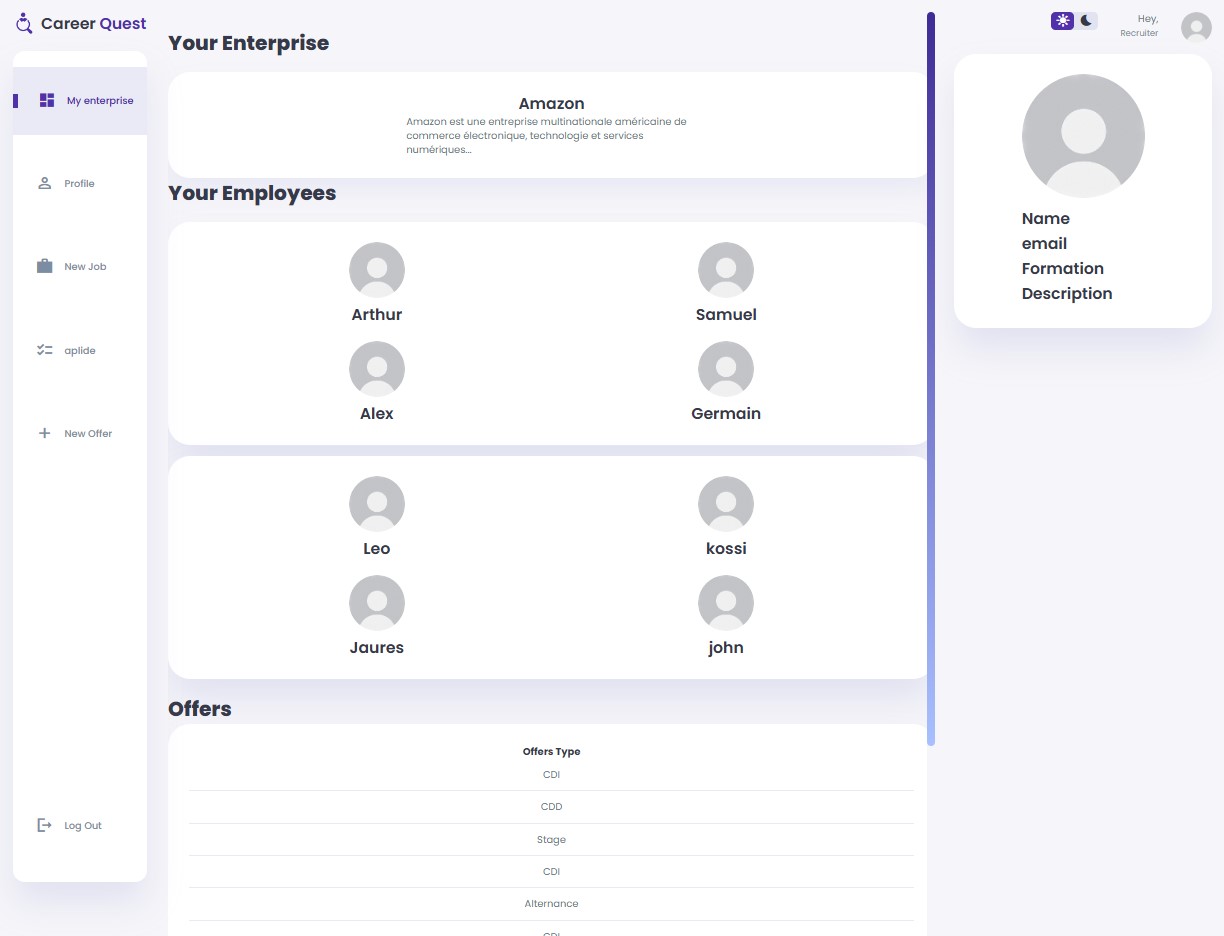 Career Quest
My enterprise
Profile
New Job
aplide
New Offer
Log Out
Your Enterprise
Amazon
Amazon est une entreprise multinationale américaine de
commerce électronique, technologie et services
numériques...
Your Employees
Arthur
Samuel
Alex
Germain
Leo
kossi
Jaures
john
Offers
Offers Type
CDI
CDD
Stage
CDI
Alternance
CDI
Hey,
Recruiter
Name
email
Formation
Description